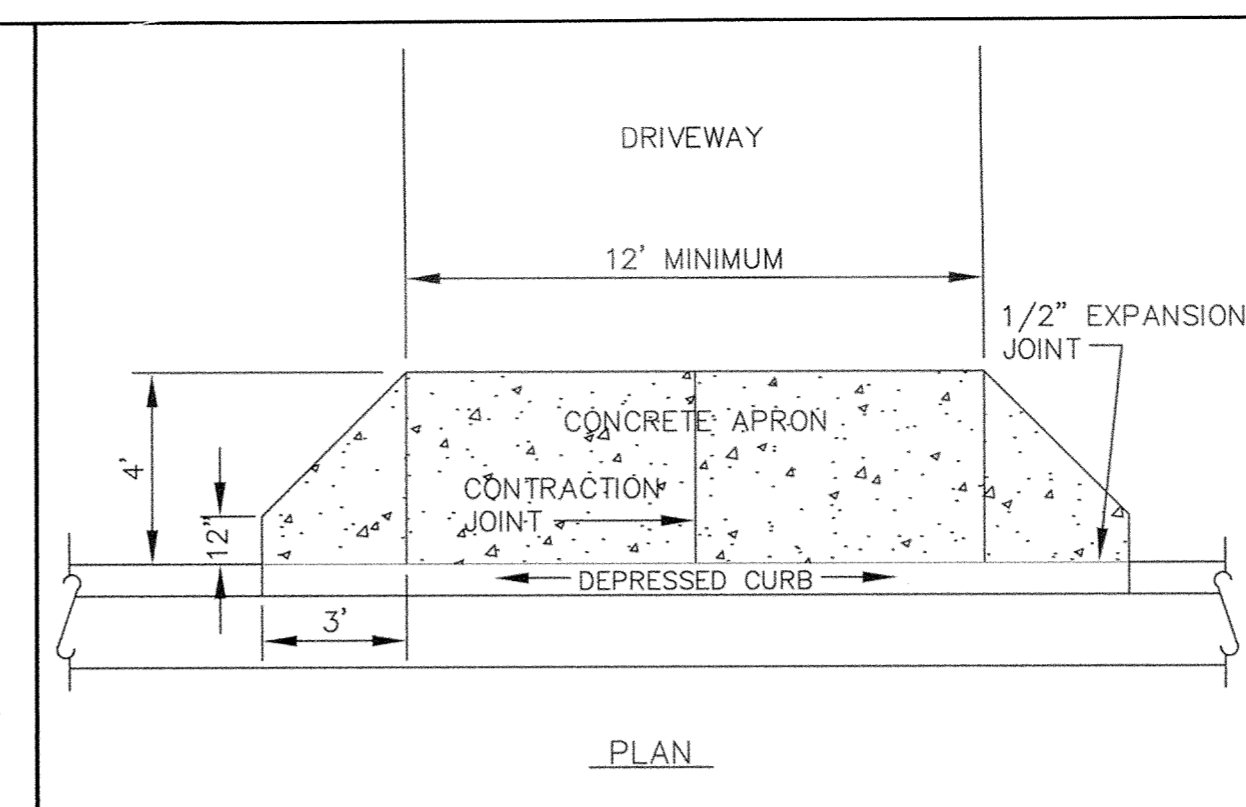 DRIVEWAY
12' MINIMUM
1/2" EXPANSION
JOINT
CONCRETE APRON
4'
CONTRACTION
JOINT
12"
DEPRESSED CURB
3'
PLAN